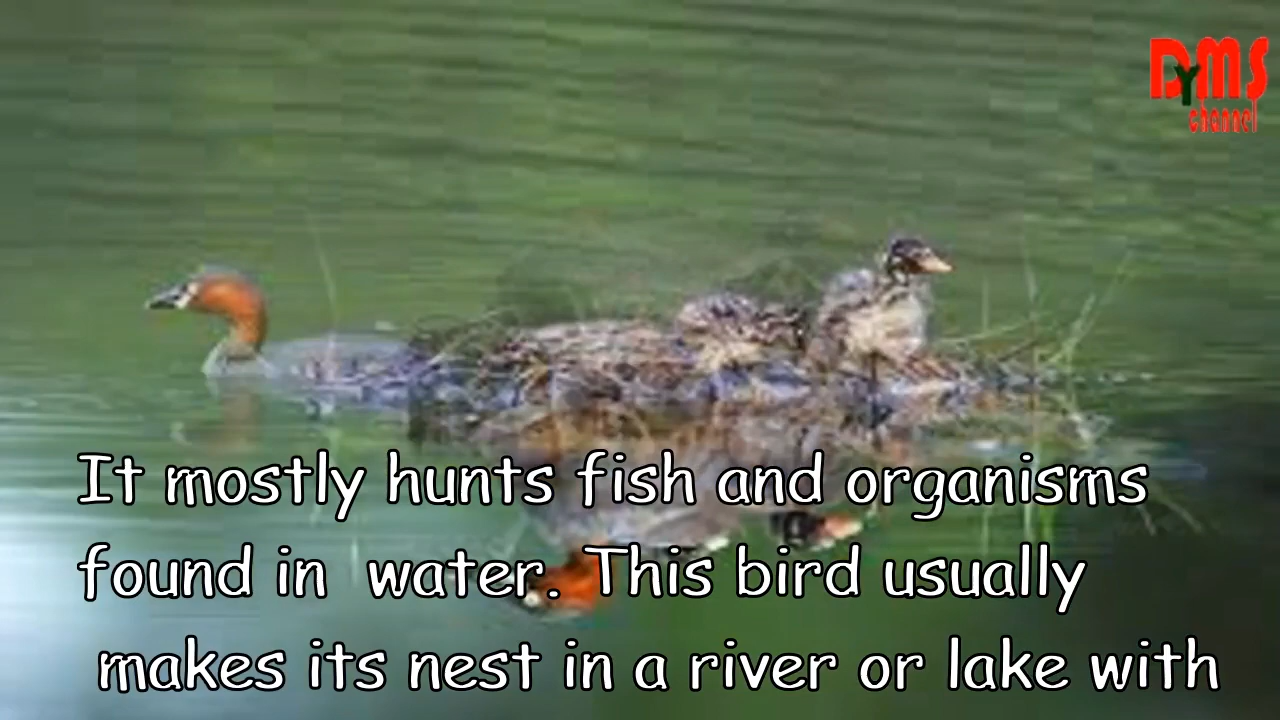 DYMS
channel
It mostly hunts fish and organisms
found in water. This bird usually
makes its nest in a river or lake with